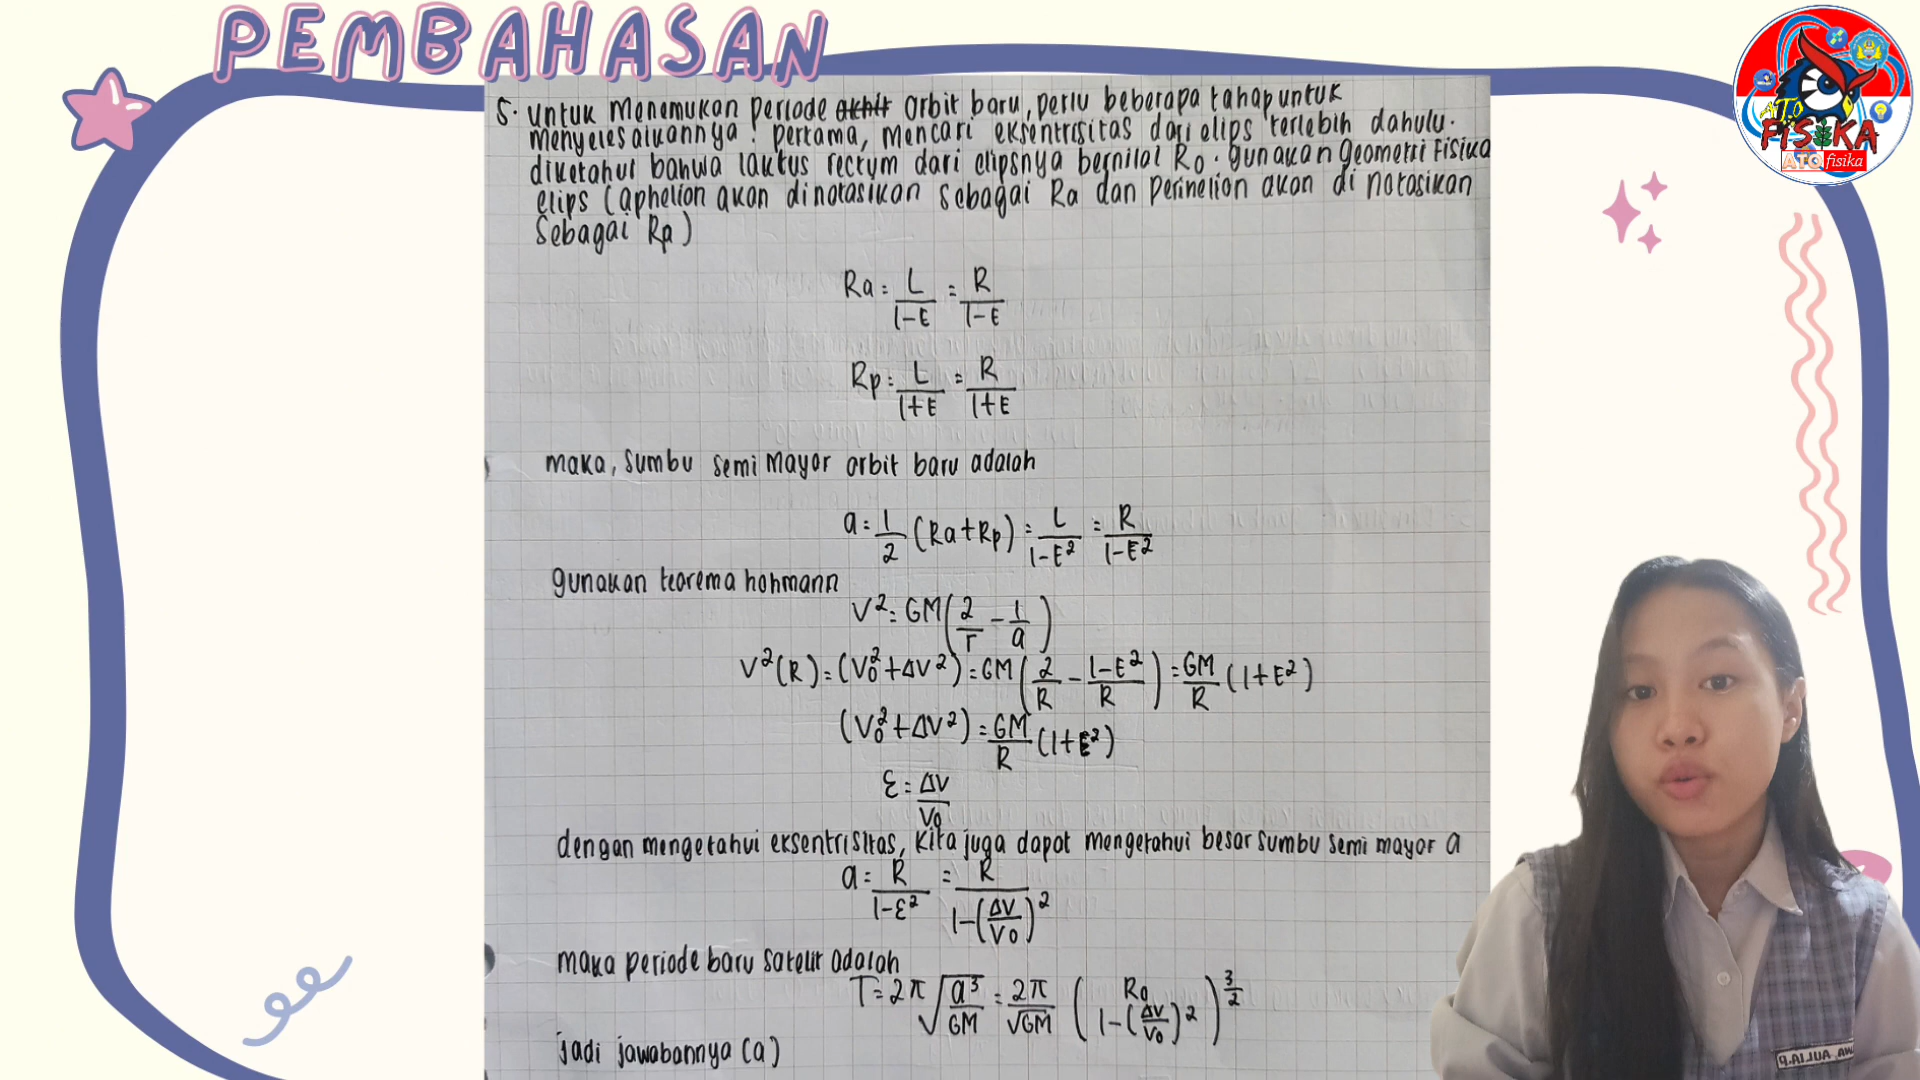 PEMBAHASAN
5. untuk menemukan periode akhir orbit baru, perlu beberapa tahap untuk
menyelesaikannya! pertama, mencari eksentrisitas dari elips terlebih dahulu.
diketahui bahwa laktus rectum dari elipsnya bernilai Ro. gunakan geometri Fisika
elips (aphelion akan dinotasikan sebagai Ra dan perihelion akan di notasikan
sebagai Rp)
Ra = L/(1-E) = R/(1-E)
Rp = L/(1+E) = R/(1+E)
maka, sumbu semi mayor orbit baru adalah
a = 1/2 (Ra+Rp) = L/(1-E²) = R/(1-E²)
gunakan teorema hohmann
V² = GM(2/r - 1/a)
V²(R) = (V₀²+ΔV²) = GM(2/R - (1-E²)/R) = GM/R (1+E²)
(V₀²+ΔV²) = GM/R (1+E²)
ε = ΔV/V₀
dengan mengetahui eksentrisitas, kita juga dapat mengetahui besar sumbu semi mayor a
a = R/(1-ε²) = R/(1-(ΔV/V₀)²)
maka periode baru satelit adalah
T = 2π √(a³/GM) = 2π/√GM (R₀/(1-(ΔV/V₀)²))^(3/2)
jadi jawabannya (a)
ATO
FISIKA
ATO fisika